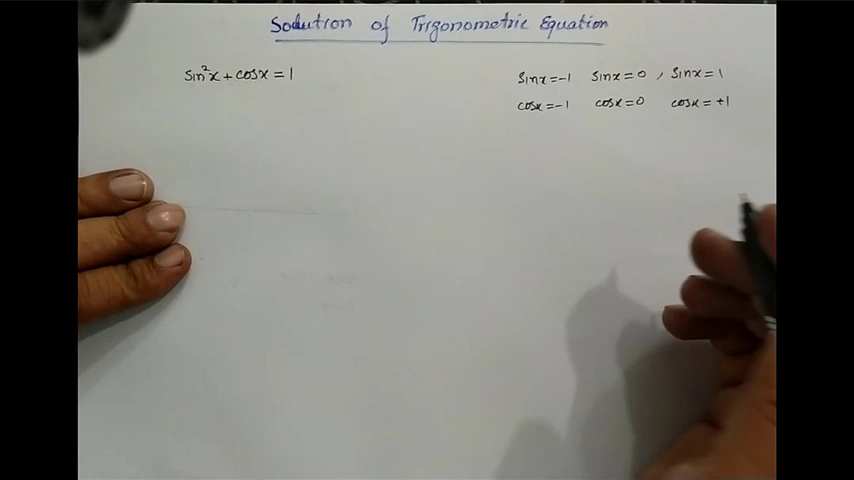 Solution of Trigonometric Equation
sin²x + cosx = 1
sinx = -1 sinx = 0 , sinx = 1
cosx = -1 cosx = 0 cosx = +1